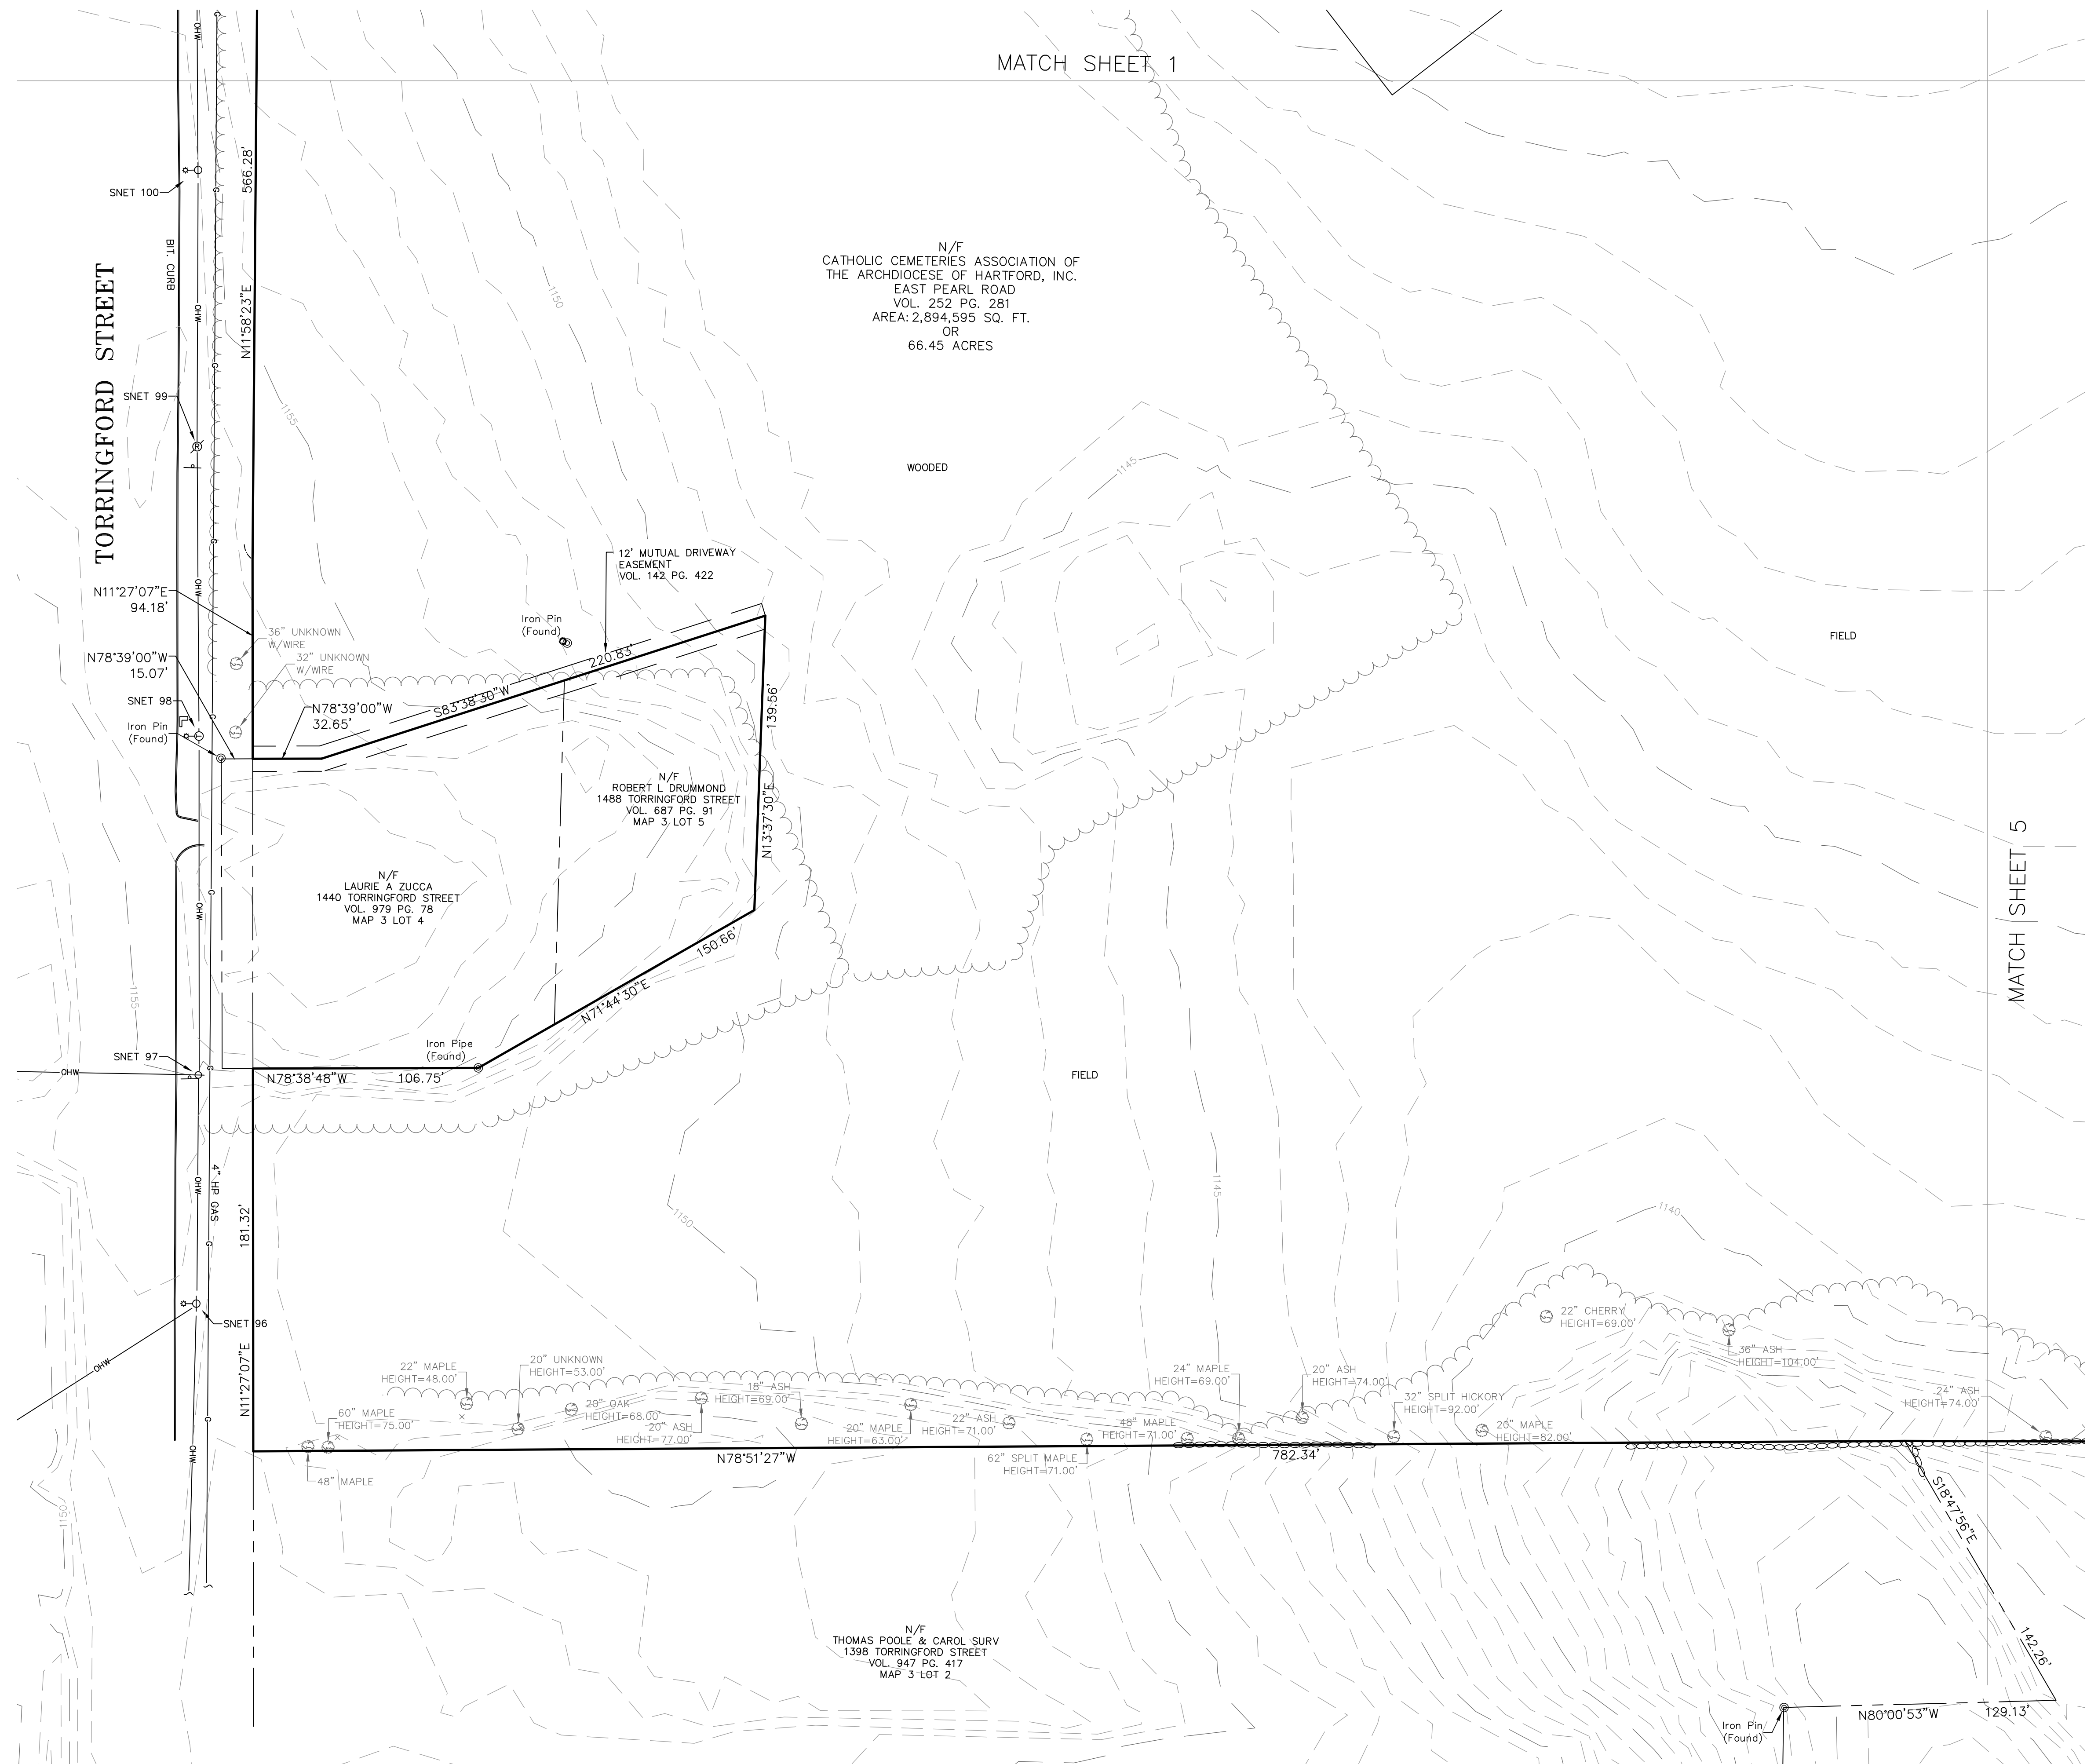 MATCH SHEET 1
OHW
G
566.28'
SNET 100
G
BIT. CURB
N/F
CATHOLIC CEMETERIES ASSOCIATION OF
THE ARCHDIOCESE OF HARTFORD, INC.
EAST PEARL ROAD
VOL. 252 PG. 281
AREA: 2,894,595 SQ. FT.
OR
66.45 ACRES
1150
TORRINGFORD STREET
N11°58'23"E
OHW
G
SNET 99
1155
WOODED
1145
G
12' MUTUAL DRIVEWAY
EASEMENT
VOL. 142 PG. 422
OHW
N11°27'07"E
94.18'
36" UNKNOWN
W/WIRE
Iron Pin
(Found)
FIELD
N78°39'00"W
15.07'
32" UNKNOWN
W/WIRE
220.83'
S83°38'30"W
SNET 98
G
N78°39'00"W
32.65'
139.56'
Iron Pin
(Found)
N/F
ROBERT L DRUMMOND
1488 TORRINGFORD STREET
VOL. 687 PG. 91
MAP 3 LOT 5
N13°37'30"E
MATCH SHEET 5
N/F
LAURIE A ZUCCA
1440 TORRINGFORD STREET
VOL. 979 PG. 78
MAP 3 LOT 4
G
OHW
150.66'
N71°44'30"E
1155
Iron Pipe
(Found)
SNET 97
OHW
G
N78°38'48"W
106.75'
FIELD
4" HP GAS
OHW
181.32'
1150
1145
1140
G
SNET 96
22" CHERRY
HEIGHT=69.00'
OHW
N11°27'07"E
22" MAPLE
HEIGHT=48.00'
20" UNKNOWN
HEIGHT=53.00'
18" ASH
HEIGHT=69.00'
24" MAPLE
HEIGHT=69.00'
20" ASH
HEIGHT=74.00'
36" ASH
HEIGHT=104.00'
60" MAPLE
HEIGHT=75.00'
20" OAK
HEIGHT=68.00
20" ASH
HEIGHT=77.00'
20" MAPLE
HEIGHT=63.00'
22" ASH
HEIGHT=71.00'
48" MAPLE
HEIGHT=71.00'
32" SPLIT HICKORY
HEIGHT=92.00'
20" MAPLE
HEIGHT=82.00'
24" ASH
HEIGHT=74.00'
G
OHW
48" MAPLE
N78°51'27"W
62" SPLIT MAPLE
HEIGHT=71.00'
782.34'
1150
S18°47'56"E
142.26'
N/F
THOMAS POOLE & CAROL SURV
1398 TORRINGFORD STREET
VOL. 947 PG. 417
MAP 3 LOT 2
N80°00'53"W
129.13'
Iron Pin
(Found)